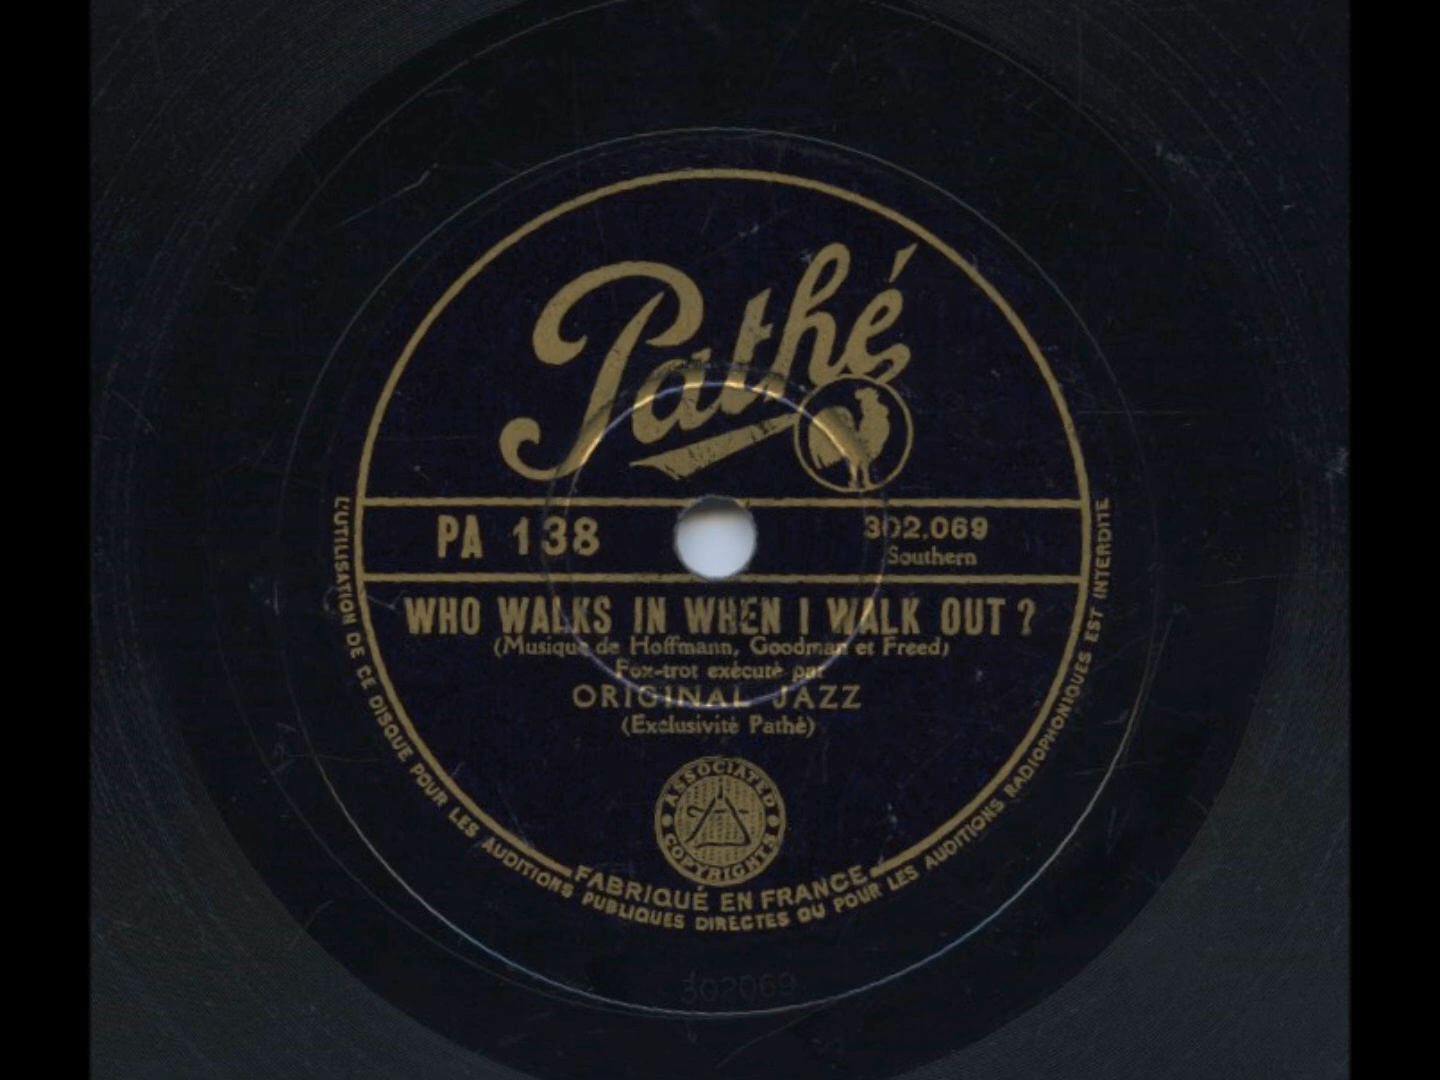 Pathé
PA 138
302.069
Southern
WHO WALKS IN WHEN I WALK OUT ?
(Musique de Hoffmann, Goodman et Freed)
Fox-trot exécuté par
ORIGINAL JAZZ
(Exclusivité Pathé)
ASSOCIATED
COPYRIGHTS
FABRIQUÉ EN FRANCE
L'UTILISATION DE CE DISQUE POUR LES AUDITIONS PUBLIQUES DIRECTES OU POUR LES AUDITIONS RADIOPHONIQUES EST INTERDITE
302069